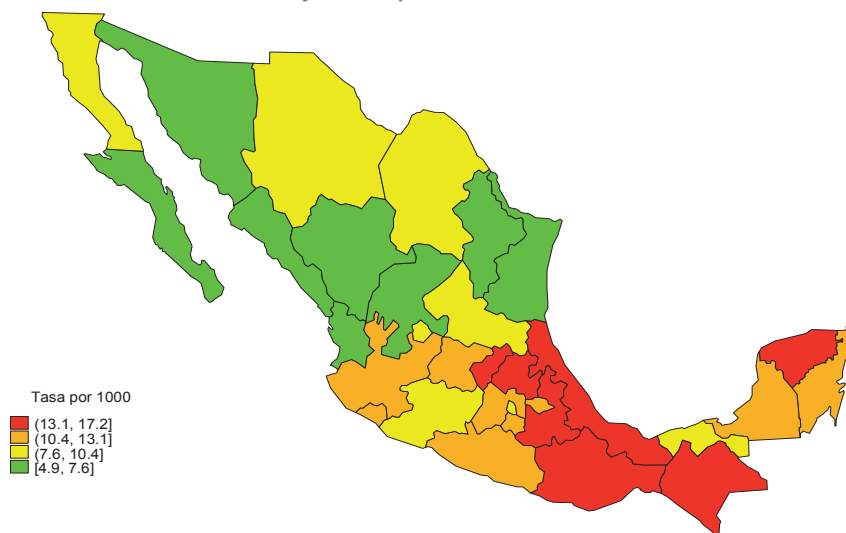 Tasa por 1000
(13.1, 17.2]
(10.4, 13.1]
(7.6, 10.4]
[4.9, 7.6]